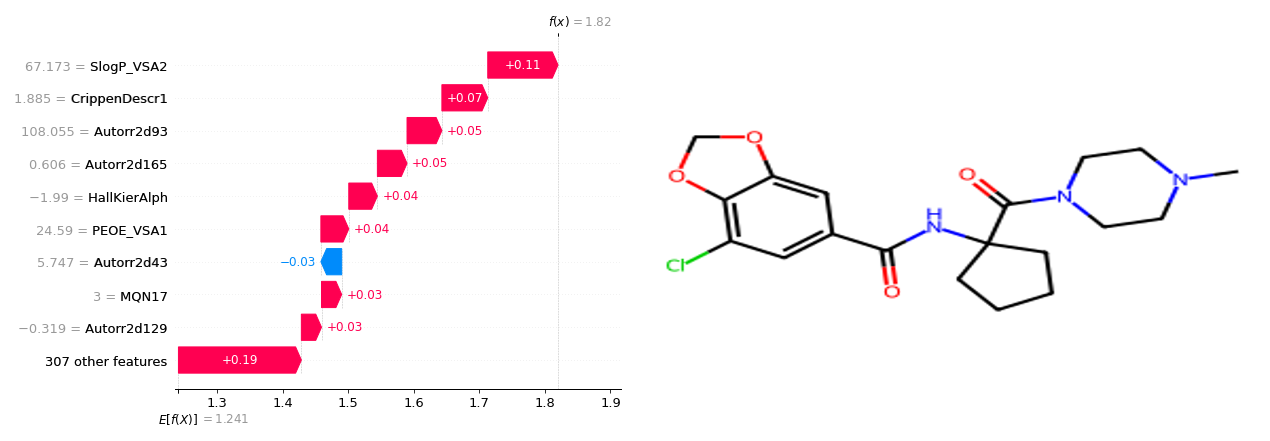 f(x) = 1.82
67.173 = SlogP_VSA2
+0.11
1.885 = CrippenDescr1
+0.07
108.055 = Autorr2d93
+0.05
0.606 = Autorr2d165
+0.05
−1.99 = HallKierAlph
+0.04
24.59 = PEOE_VSA1
+0.04
5.747 = Autorr2d43
−0.03
3 = MQN17
+0.03
−0.319 = Autorr2d129
+0.03
307 other features
+0.19
1.3 1.4 1.5 1.6 1.7 1.8 1.9
E[f(X)] = 1.241
O
O
Cl
O
H
N
O
N
N